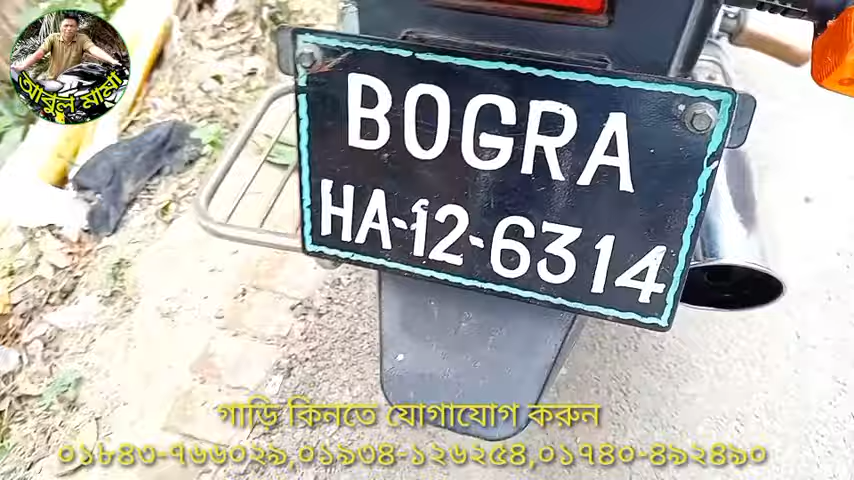 আবুল মামা
BOGRA
HA-12-6314
গাড়ি কিনতে যোগাযোগ করুন
০১৮৪৩-৭৬৬০২৯,০১৯৩৪-১২৬২৫৪,০১৭৪০-৪৯২৪৯০